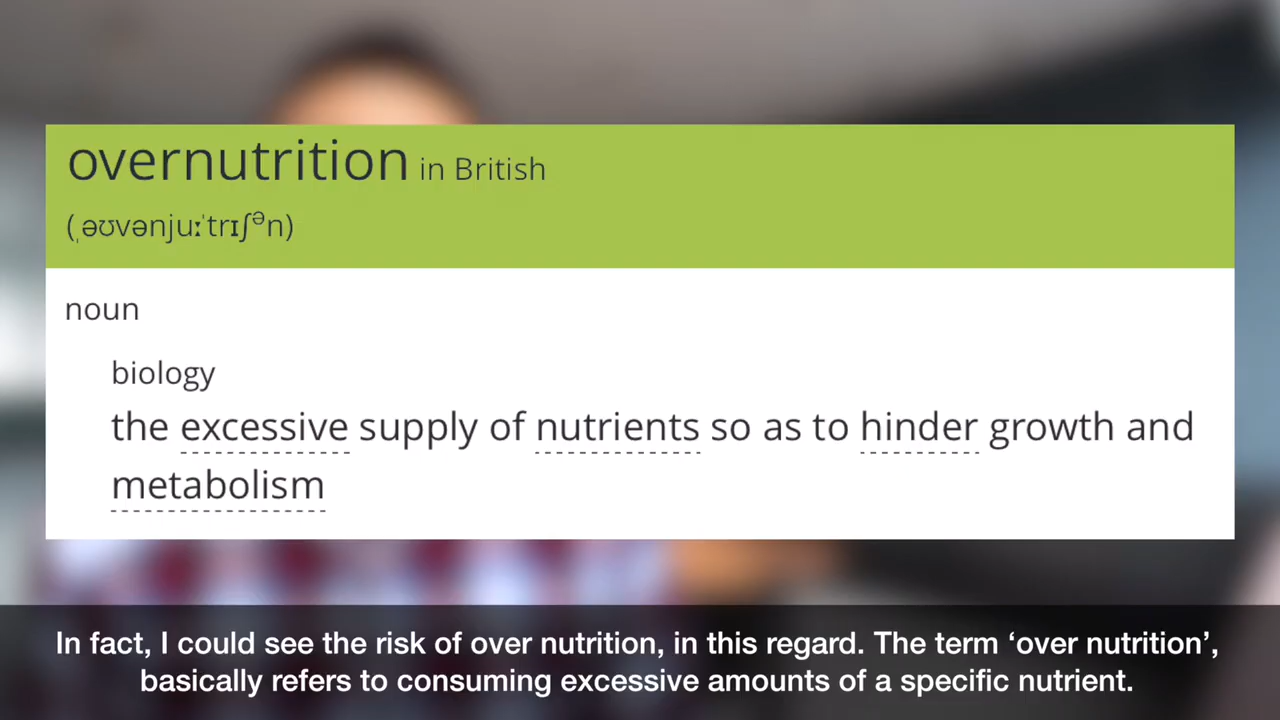 overnutrition in British
(ˌəʊvənjuːˈtrɪʃᵊn)
noun
biology
the excessive supply of nutrients so as to hinder growth and
metabolism
In fact, I could see the risk of over nutrition, in this regard. The term ‘over nutrition’,
basically refers to consuming excessive amounts of a specific nutrient.